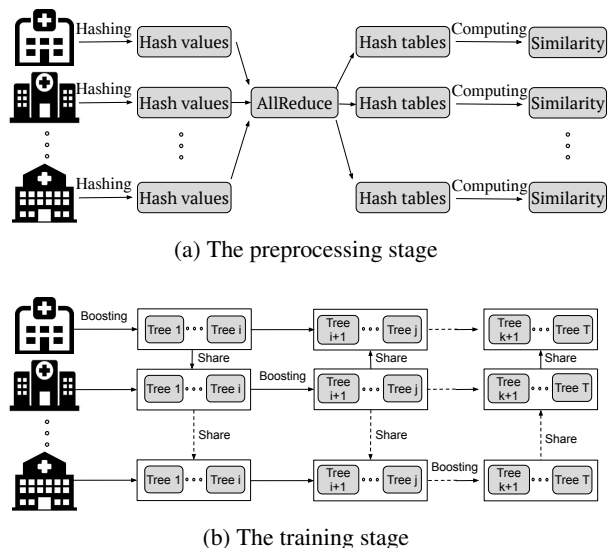 Hashing Hash values Hash tables Computing Similarity
Hashing Hash values AllReduce Hash tables Computing Similarity
Hashing Hash values Hash tables Computing Similarity
(a) The preprocessing stage
Boosting Tree 1 Tree i Tree i+1 Tree j Tree k+1 Tree T
Share Share Share
Tree 1 Tree i Boosting Tree i+1 Tree j Tree k+1 Tree T
Share Share Share
Tree 1 Tree i Tree i+1 Tree j Boosting Tree k+1 Tree T
(b) The training stage